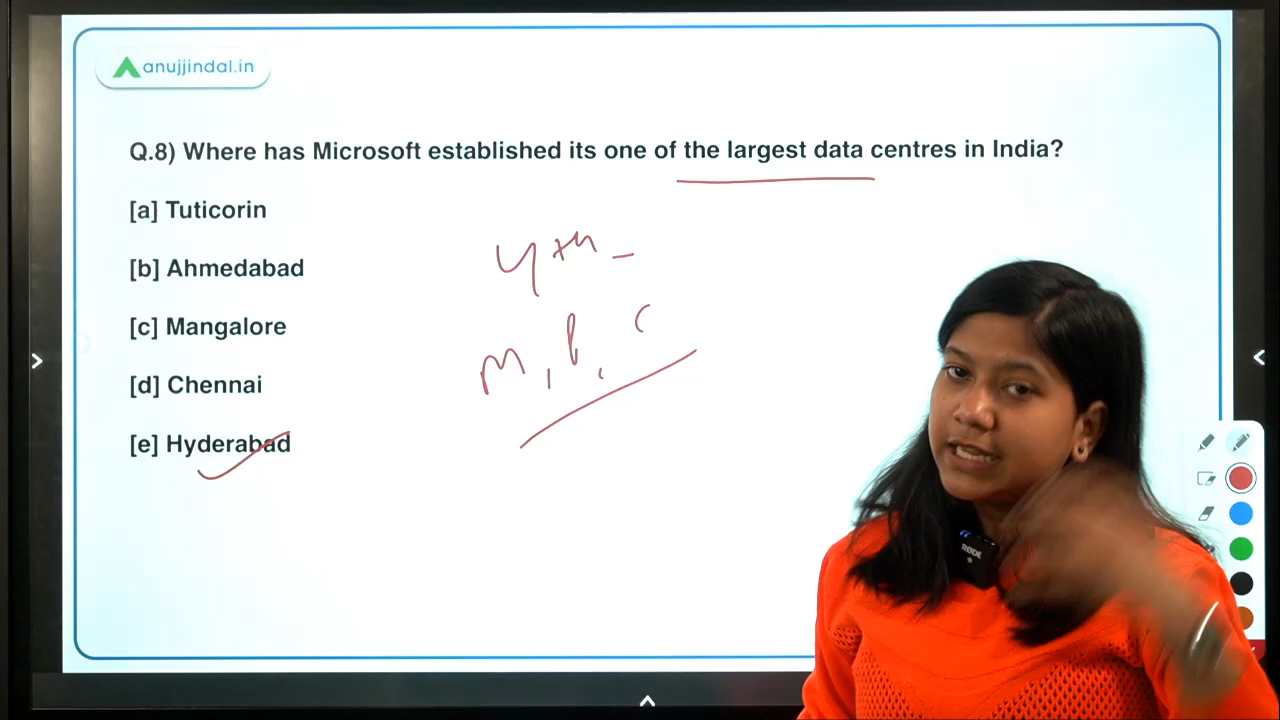 anujjindal.in
Q.8) Where has Microsoft established its one of the largest data centres in India?
[a] Tuticorin
[b] Ahmedabad
[c] Mangalore
[d] Chennai
[e] Hyderabad
RODE